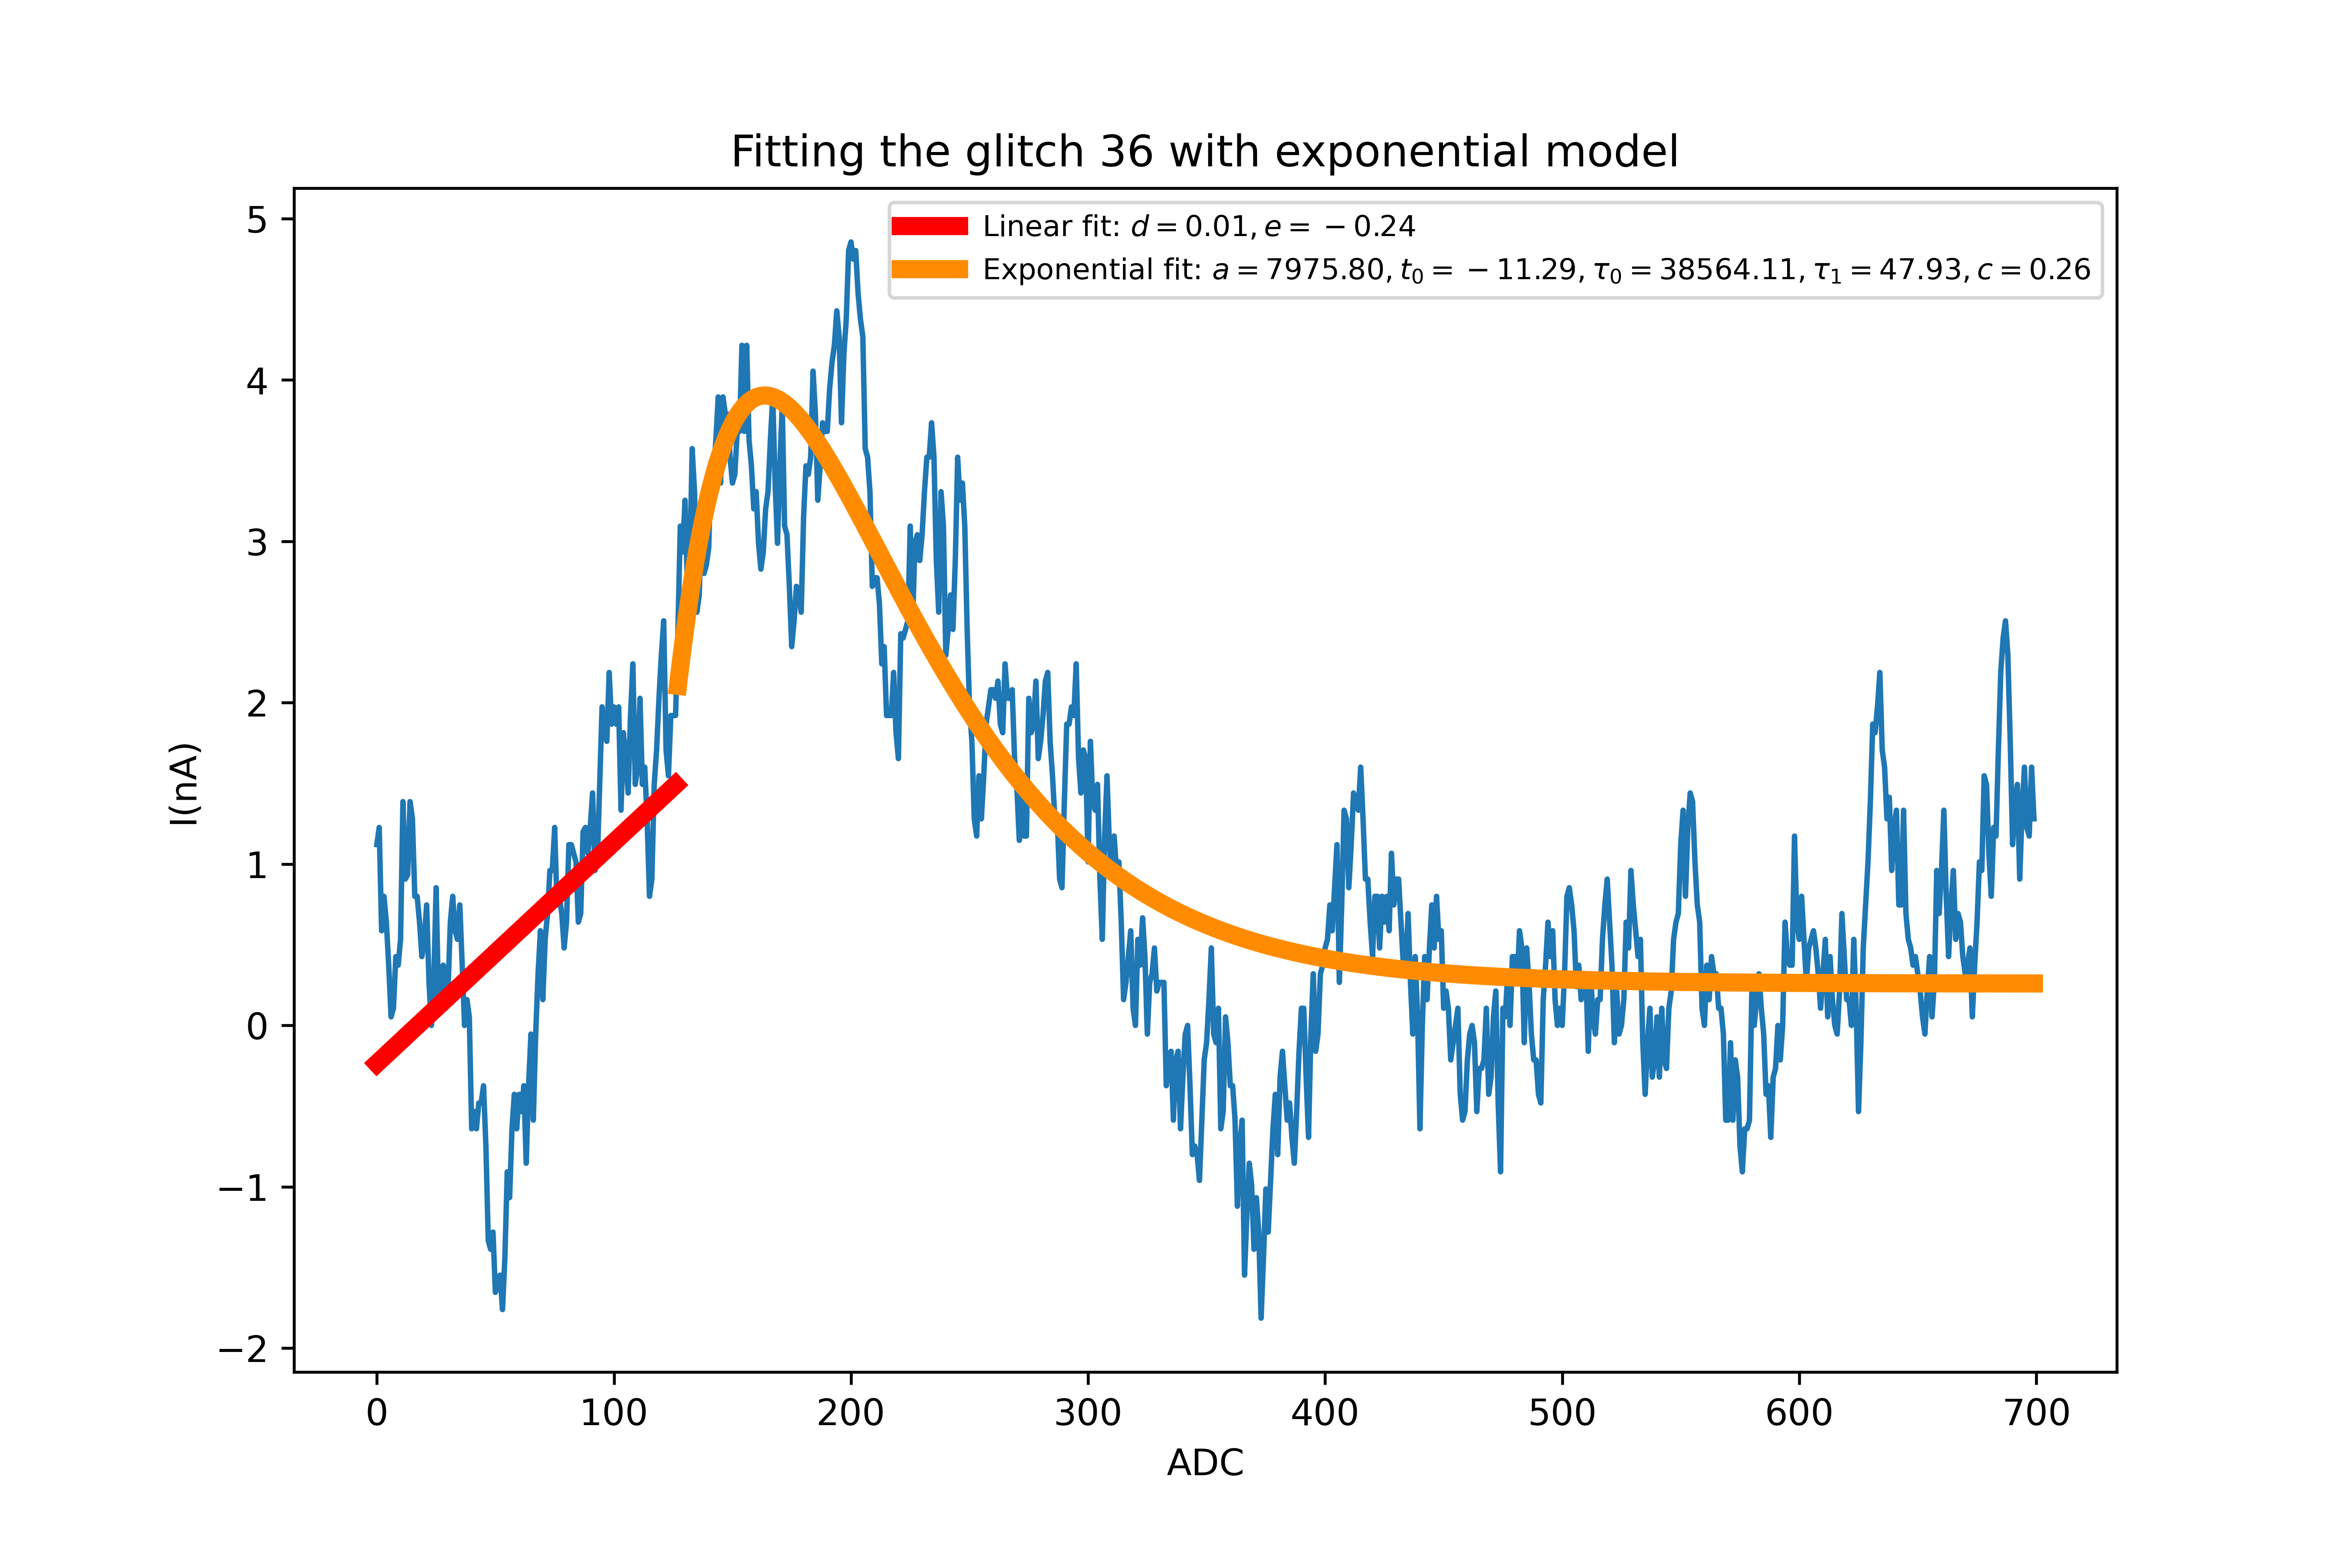 Fitting the glitch 36 with exponential model
Linear fit: d = 0.01, e = −0.24
Exponential fit: a = 7975.80, t₀ = −11.29, τ₀ = 38564.11, τ₁ = 47.93, c = 0.26
5
4
3
2
1
0
−1
−2
I(nA)
0 100 200 300 400 500 600 700
ADC